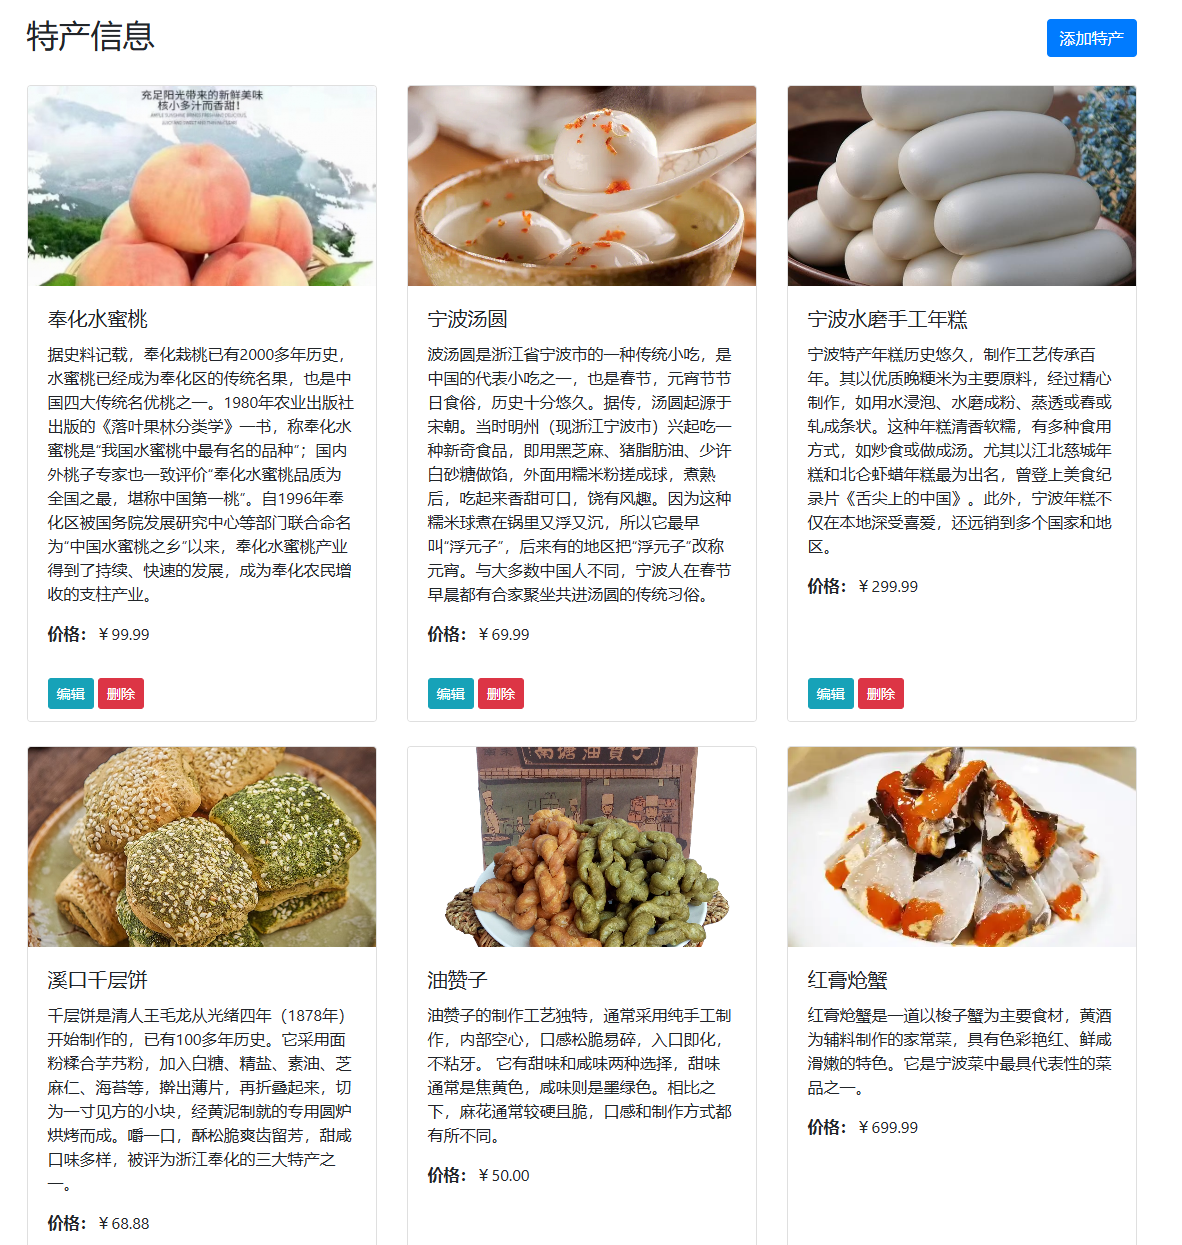 特产信息
添加特产
充足阳光带来的新鲜美味
核小多汁而香甜！
奉化水蜜桃
据史料记载，奉化栽桃已有2000多年历史，
水蜜桃已经成为奉化区的传统名果，也是中
国四大传统名优桃之一。1980年农业出版社
出版的《落叶果林分类学》一书，称奉化水
蜜桃是“我国水蜜桃中最有名的品种”；国内
外桃子专家也一致评价“奉化水蜜桃品质为
全国之最，堪称中国第一桃”。自1996年奉
化区被国务院发展研究中心等部门联合命名
为“中国水蜜桃之乡”以来，奉化水蜜桃产业
得到了持续、快速的发展，成为奉化农民增
收的支柱产业。
价格：￥99.99
编辑 删除
宁波汤圆
波汤圆是浙江省宁波市的一种传统小吃，是
中国的代表小吃之一，也是春节，元宵节节
日食俗，历史十分悠久。据传，汤圆起源于
宋朝。当时明州（现浙江宁波市）兴起吃一
种新奇食品，即用黑芝麻、猪脂肪油、少许
白砂糖做馅，外面用糯米粉搓成球，煮熟
后，吃起来香甜可口，饶有风趣。因为这种
糯米球煮在锅里又浮又沉，所以它最早
叫“浮元子”，后来有的地区把“浮元子”改称
元宵。与大多数中国人不同，宁波人在春节
早晨都有合家聚坐共进汤圆的传统习俗。
价格：￥69.99
编辑 删除
宁波水磨手工年糕
宁波特产年糕历史悠久，制作工艺传承百
年。其以优质晚粳米为主要原料，经过精心
制作，如用水浸泡、水磨成粉、蒸透或舂或
轧成条状。这种年糕清香软糯，有多种食用
方式，如炒食或做成汤。尤其以江北慈城年
糕和北仑虾蜡年糕最为出名，曾登上美食纪
录片《舌尖上的中国》。此外，宁波年糕不
仅在本地深受喜爱，还远销到多个国家和地
区。
价格：￥299.99
编辑 删除
溪口千层饼
千层饼是清人王毛龙从光绪四年（1878年）
开始制作的，已有100多年历史。它采用面
粉糅合芋艿粉，加入白糖、精盐、素油、芝
麻仁、海苔等，擀出薄片，再折叠起来，切
为一寸见方的小块，经黄泥制就的专用圆炉
烘烤而成。嚼一口，酥松脆爽齿留芳，甜咸
口味多样，被评为浙江奉化的三大特产之
一。
价格：￥68.88
油赞子
油赞子的制作工艺独特，通常采用纯手工制
作，内部空心，口感松脆易碎，入口即化，
不粘牙。 它有甜味和咸味两种选择，甜味
通常是焦黄色，咸味则是墨绿色。相比之
下，麻花通常较硬且脆，口感和制作方式都
有所不同。
价格：￥50.00
红膏炝蟹
红膏炝蟹是一道以梭子蟹为主要食材，黄酒
为辅料制作的家常菜，具有色彩艳红、鲜咸
滑嫩的特色。它是宁波菜中最具代表性的菜
品之一。
价格：￥699.99